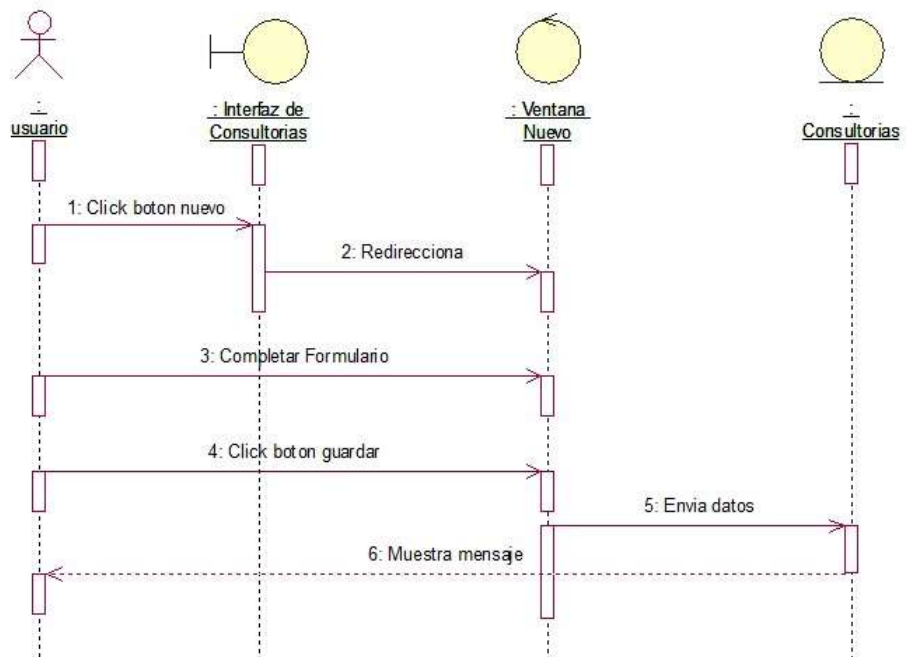 :
usuario
: Interfaz de
Consultorias
: Ventana
Nuevo
:
Consultorias
1: Click boton nuevo
2: Redirecciona
3: Completar Formulario
4: Click boton guardar
5: Envia datos
6: Muestra mensaje